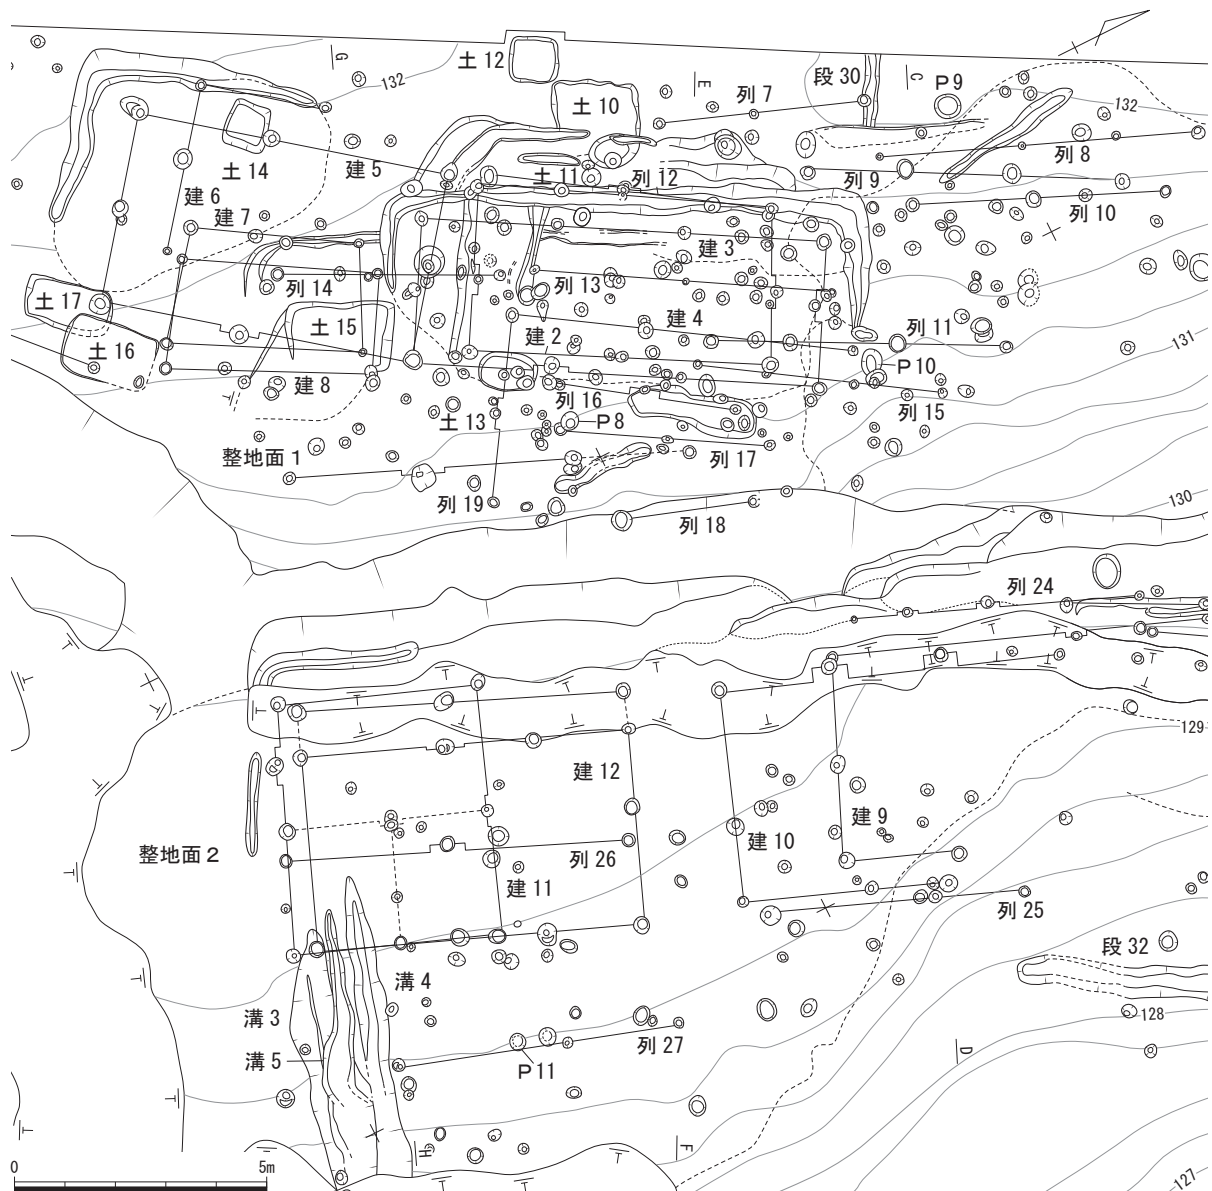 G
132
土 12
土 10
E
列 7
段 30
C
P 9
132
列 8
土 14
建 5
土 11
列 12
列 9
列 10
建 6
建 7
建 3
列 14
列 13
土 17
土 15
土 16
建 2
建 4
列 11
131
P 10
建 8
土 13
列 16
P 8
列 15
整地面 1
列 17
列 19
列 18
130
列 24
129
建 12
建 9
建 10
整地面 2
列 26
建 11
列 25
段 32
溝 4
128
溝 3
列 27
溝 5
P 11
D
H
F
0
5m
127